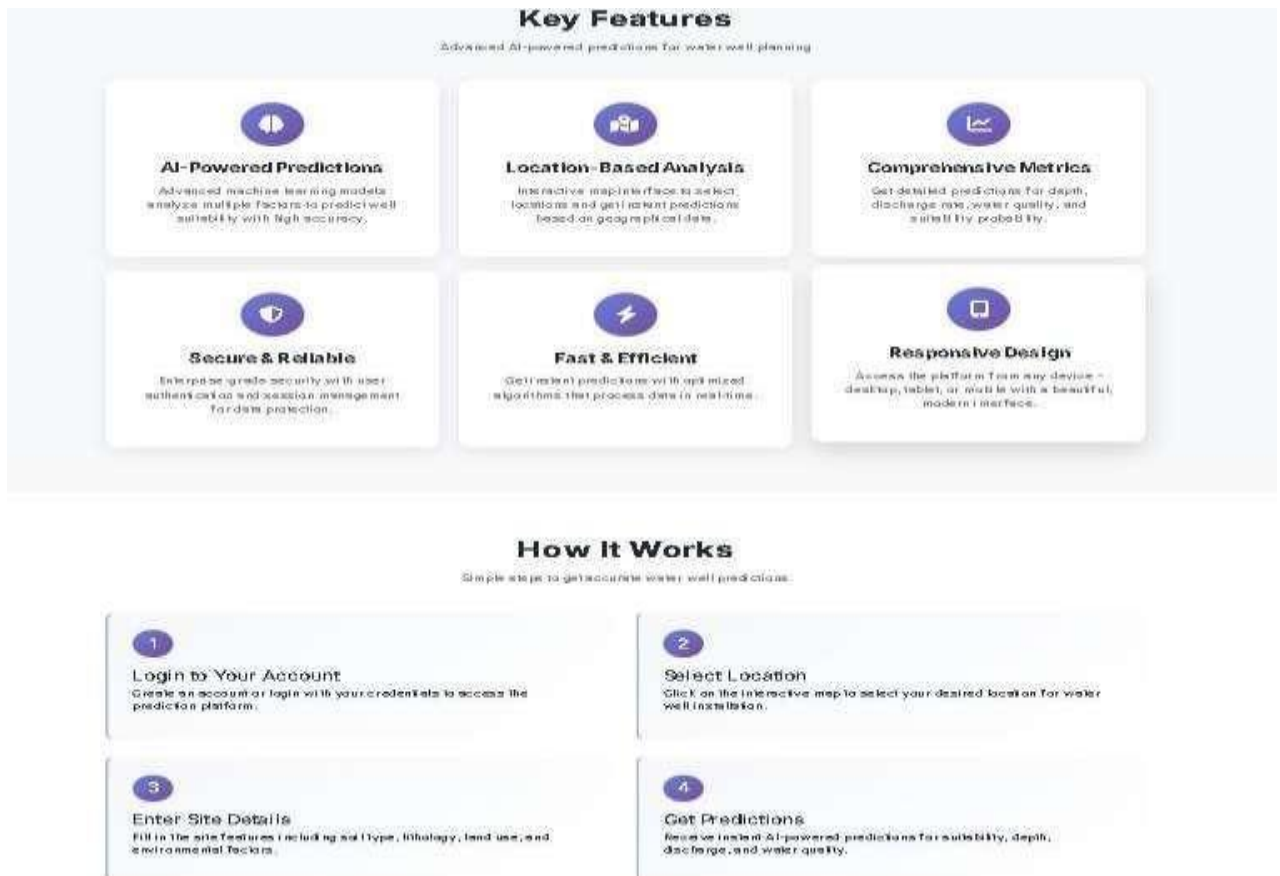 Key Features
Advanced AI-powered predictions for water well planning
AI-Powered Predictions
Advanced machine learning models
analyze multiple factors to predict well
suitability with high accuracy.
Location-Based Analysis
Interactive map interface to select
locations and get instant predictions
based on geographical data.
Comprehensive Metrics
Get detailed predictions for depth,
discharge rate, water quality, and
suitability probability.
Secure & Reliable
Enterprise-grade security with user
authentication and session management
for data protection.
Fast & Efficient
Get instant predictions with optimized
algorithms that process data in real-time.
Responsive Design
Access the platform from any device -
desktop, tablet, or mobile with a beautiful,
modern interface.
How It Works
Simple steps to get accurate water well predictions
1
Login to Your Account
Create an account or login with your credentials to access the
prediction platform.
2
Select Location
Click on the interactive map to select your desired location for water
well installation.
3
Enter Site Details
Fill in the site features including soil type, lithology, land use, and
environmental factors.
4
Get Predictions
Receive instant AI-powered predictions for suitability, depth,
discharge, and water quality.